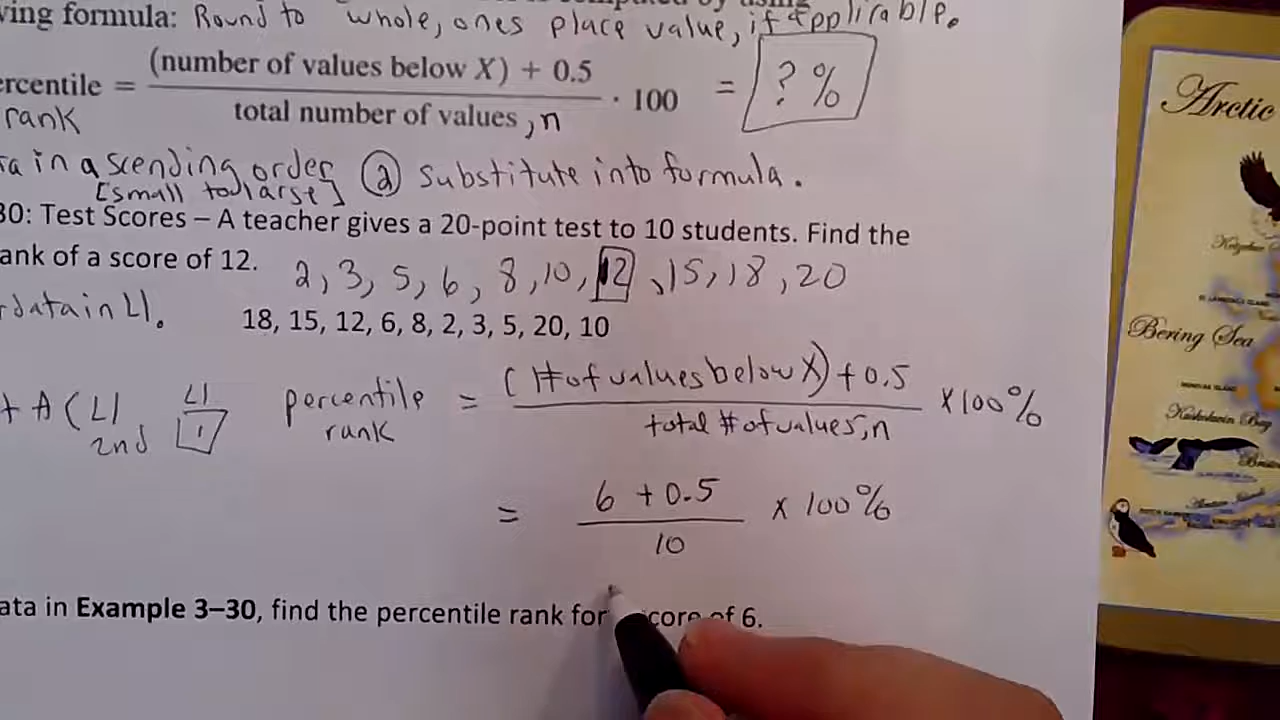 ving formula: Round to whole, ones place value, if applicable.
(number of values below X) + 0.5
ercentile = · 100 = ? %
total number of values, n
rank
ta in ascending order ② substitute into formula.
[small to large]
30: Test Scores – A teacher gives a 20-point test to 10 students. Find the
ank of a score of 12. 2, 3, 5, 6, 8, 10, 12, 15, 18, 20
rdata in L1.
18, 15, 12, 6, 8, 2, 3, 5, 20, 10
(# of values below X) + 0.5
t A (L1 L1 percentile = x 100%
2nd 1 rank total # of values, n
= 6 + 0.5 x 100%
10
ata in Example 3–30, find the percentile rank for score of 6.
Arctic
Bering Sea
Kuskokwim Bay